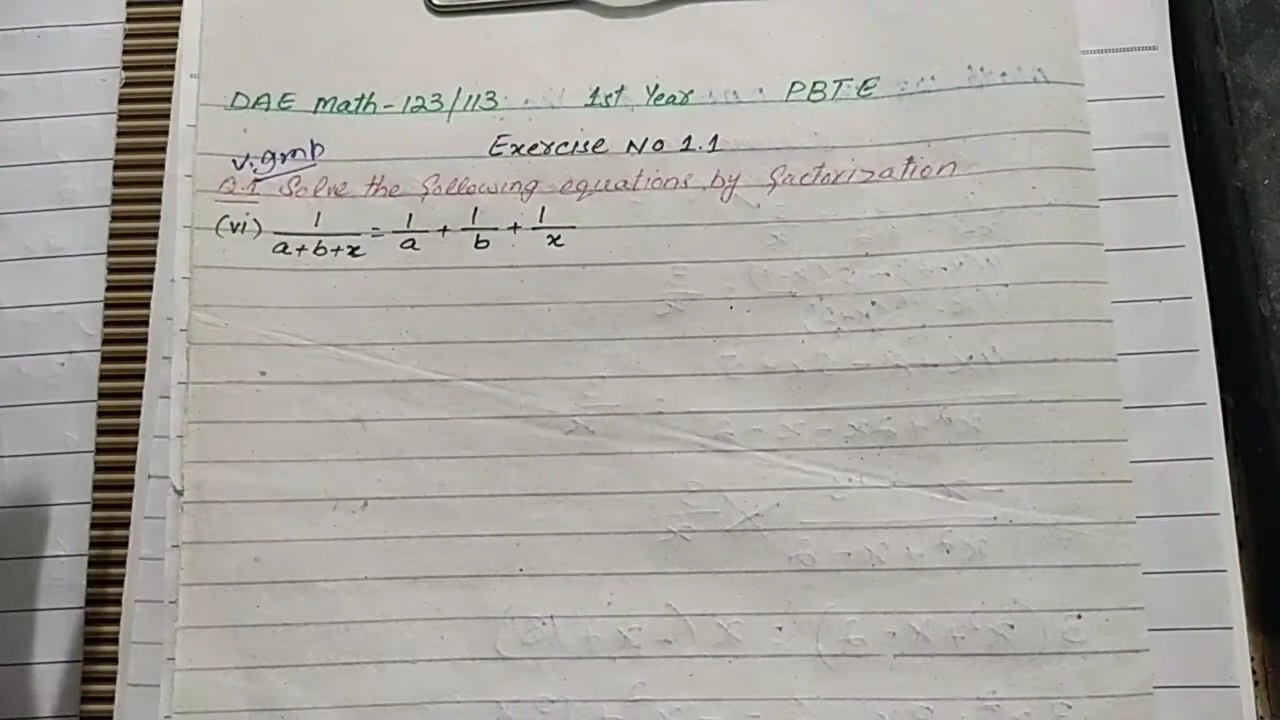 DAE Math-123/113 1st Year PBTE
Exercise No 1.1
v.gmp
Q.1 Solve the following equations by factorization
(vi) 1/(a+b+x) = 1/a + 1/b + 1/x